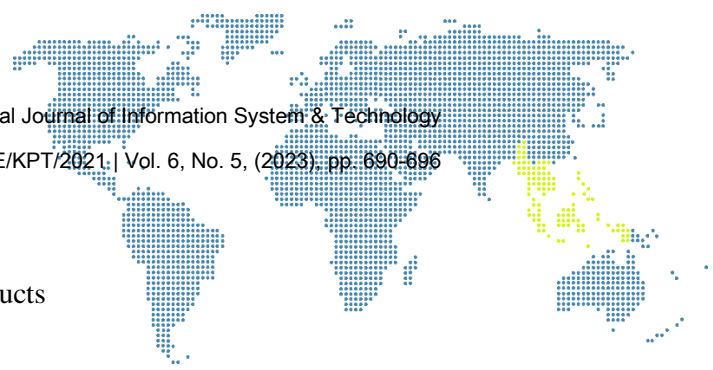 al Journal of Information System & Technology
E/KPT/2021 | Vol. 6, No. 5, (2023), pp. 690-696
ucts